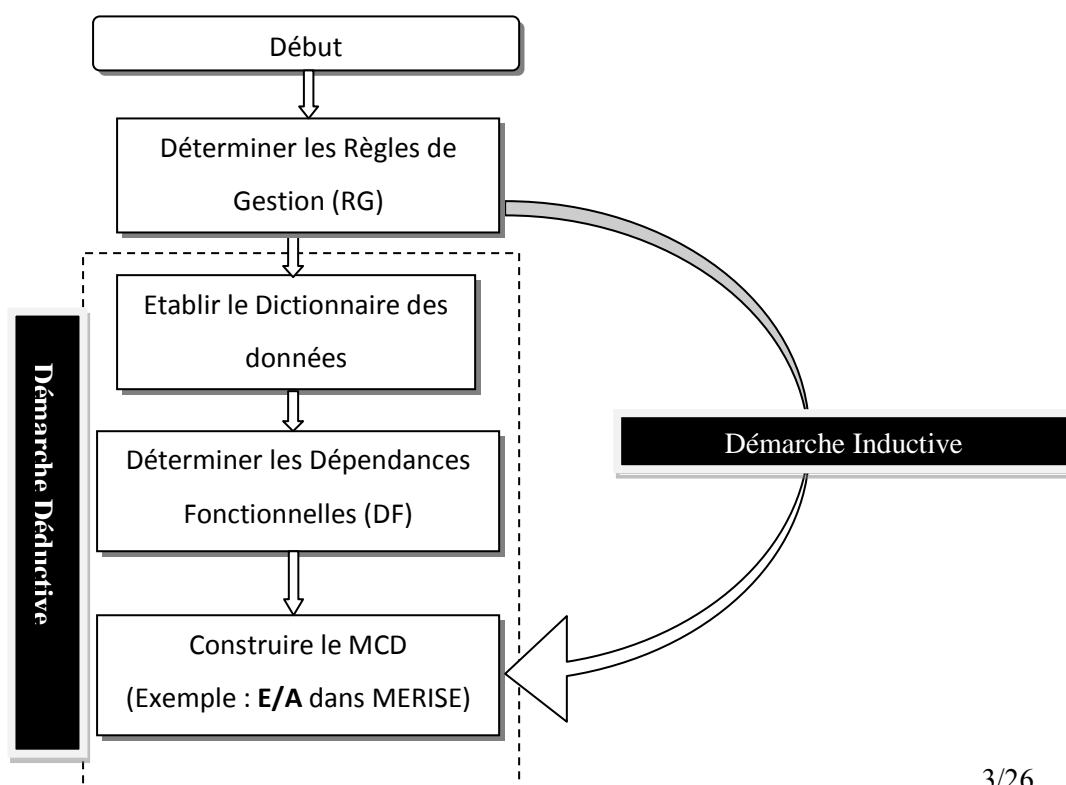 Début
Déterminer les Règles de
Gestion (RG)
Etablir le Dictionnaire des
données
Déterminer les Dépendances
Fonctionnelles (DF)
Construire le MCD
(Exemple : E/A dans MERISE)
Démarche Déductive
Démarche Inductive
3/26